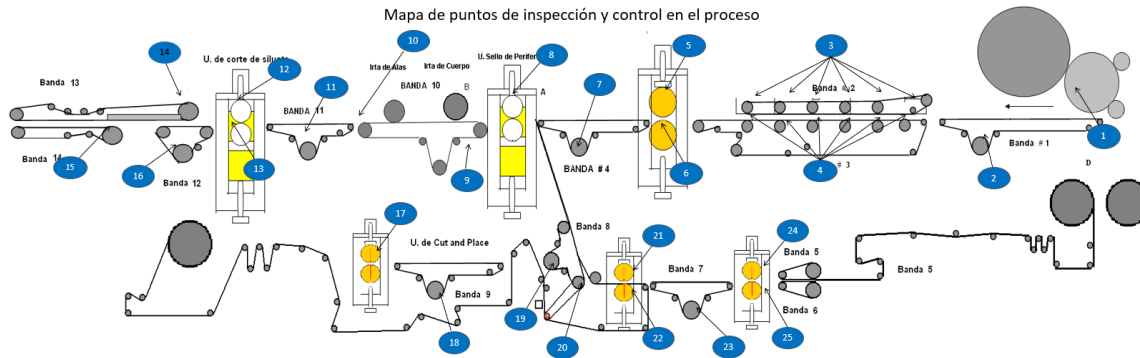 Mapa de puntos de inspección y control en el proceso
14
U. de corte de silueta
12
10
Irta de Alas
Irta de Cuerpo
U. Sello de Perifer
8
5
3
Banda 13
BANDA 11
11
BANDA 10
B
A
7
Banda # 2
1
Banda 14
15
16
Banda 12
13
9
BANDA # 4
6
4
# 3
2
Banda # 1
D
17
U. de Cut and Place
Banda 8
21
24
Banda 5
Banda 7
Banda 5
Banda 9
18
19
20
22
23
25
Banda 6